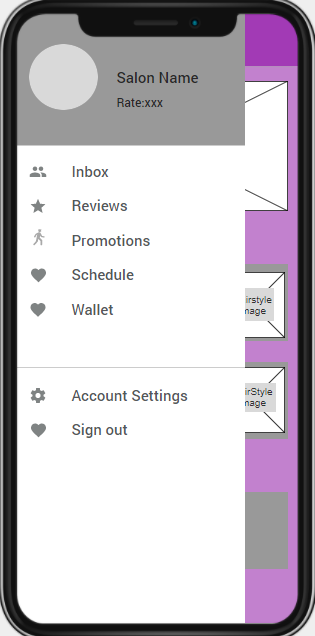 Salon Name
Rate:xxx
Inbox
Reviews
Promotions
Schedule
Wallet
Account Settings
Sign out